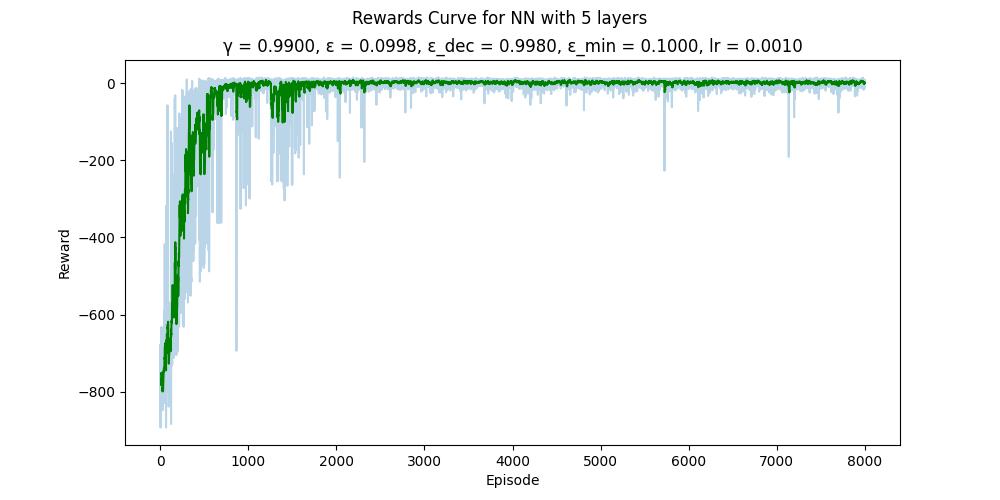 Rewards Curve for NN with 5 layers
γ = 0.9900, ε = 0.0998, ε_dec = 0.9980, ε_min = 0.1000, lr = 0.0010
0
−200
−400
−600
−800
Reward
0 1000 2000 3000 4000 5000 6000 7000 8000
Episode